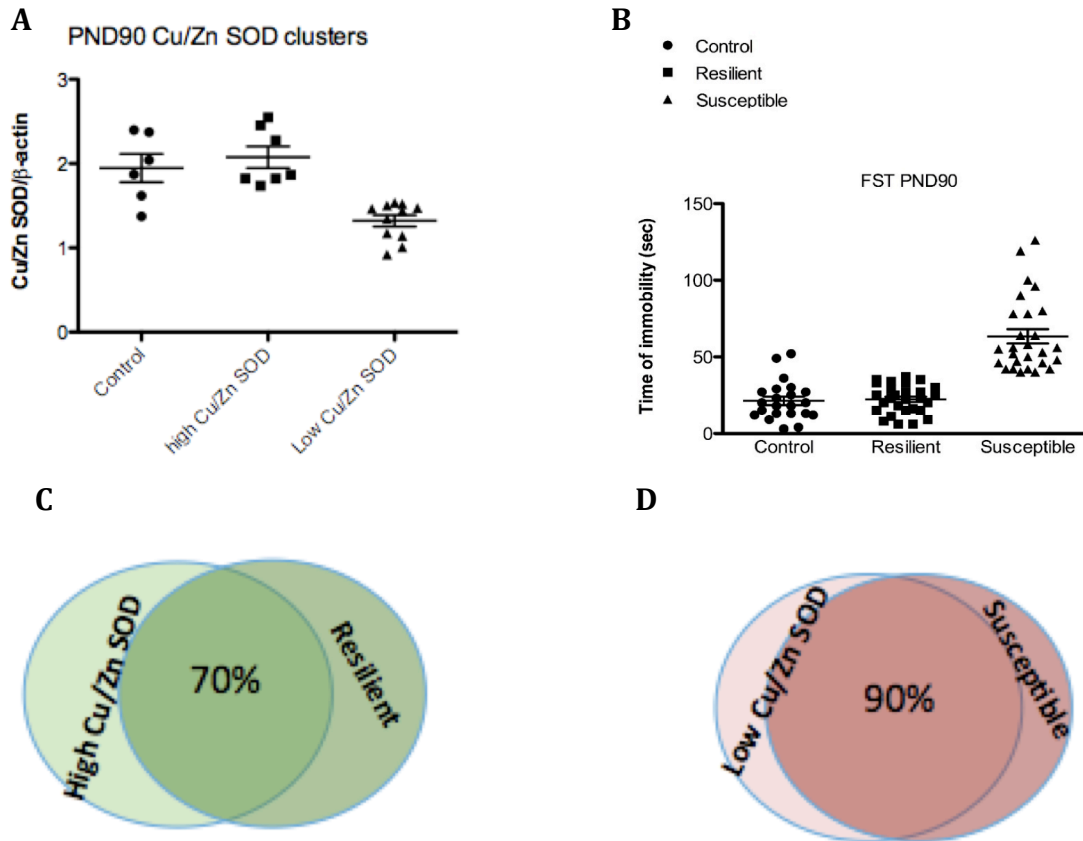 A
PND90 Cu/Zn SOD clusters
Cu/Zn SOD/β-actin
3
2
1
0
Control
high Cu/Zn SOD
Low Cu/Zn SOD
B
Control
Resilient
Susceptible
FST PND90
Time of immobility (sec)
150
100
50
0
Control Resilient Susceptible
C
High Cu/Zn SOD
70%
Resilient
D
Low Cu/Zn SOD
90%
Susceptible